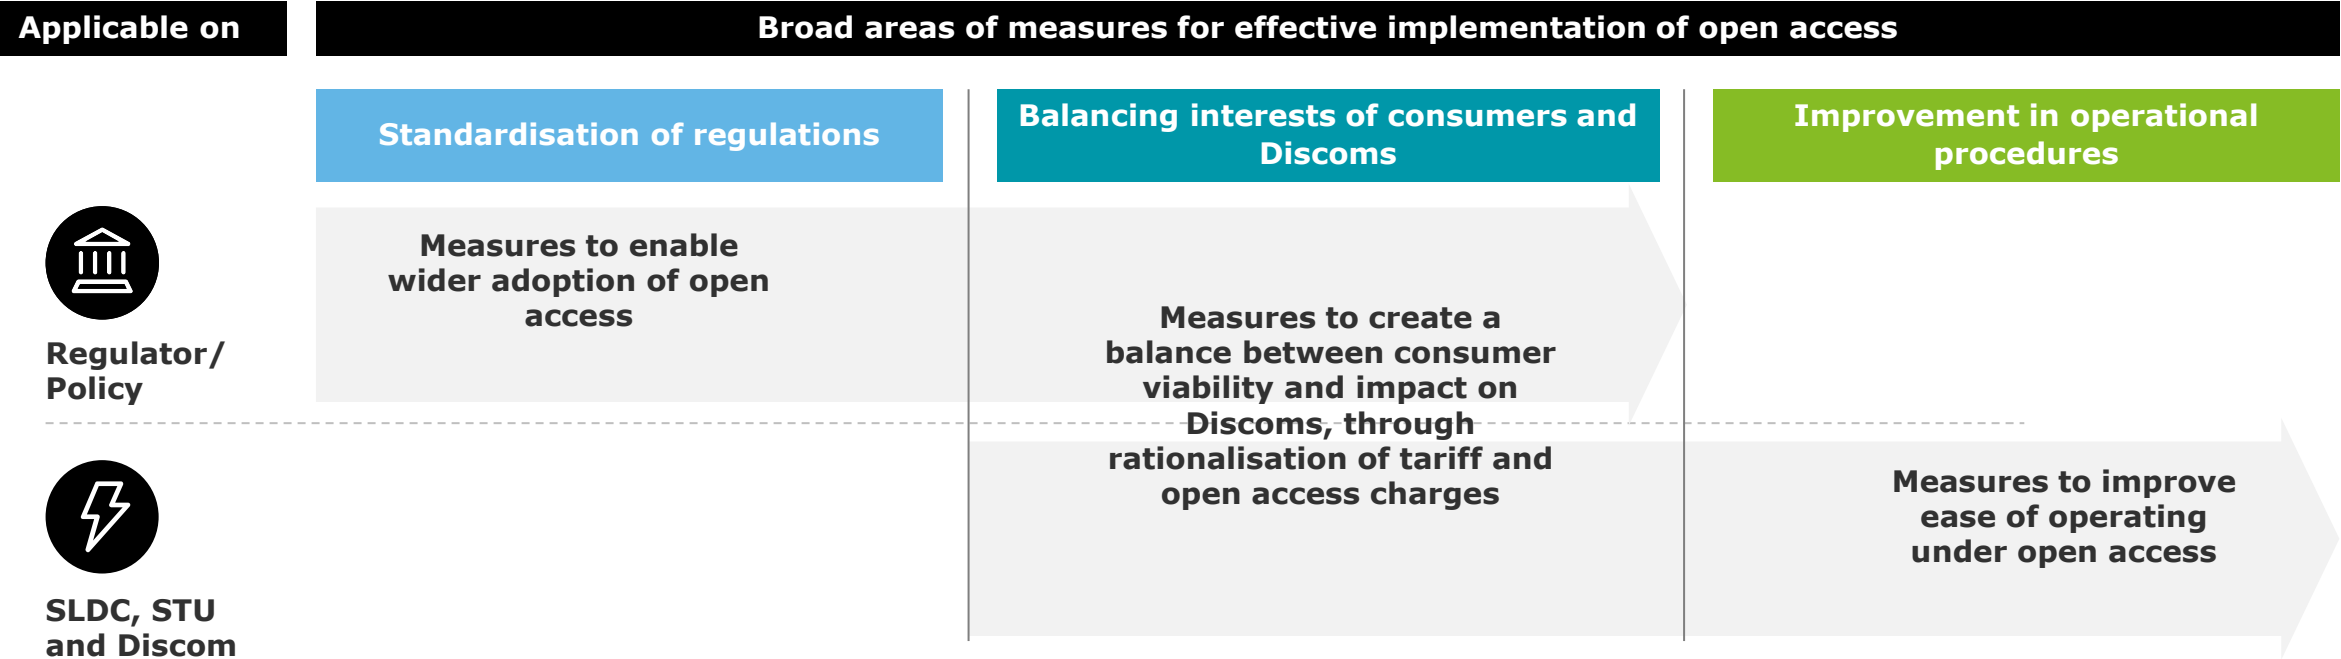 Applicable on
Broad areas of measures for effective implementation of open access
Standardisation of regulations
Balancing interests of consumers and
Discoms
Improvement in operational
procedures
Regulator/
Policy
Measures to enable
wider adoption of open
access
Measures to create a
balance between consumer
viability and impact on
Discoms, through
rationalisation of tariff and
open access charges
SLDC, STU
and Discom
Measures to improve
ease of operating
under open access